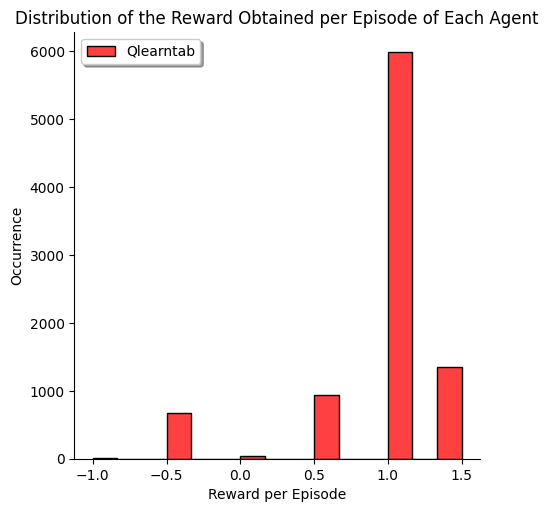 Distribution of the Reward Obtained per Episode of Each Agent
Qlearntab
6000
5000
4000
3000
2000
1000
0
Occurrence
−1.0 −0.5 0.0 0.5 1.0 1.5
Reward per Episode